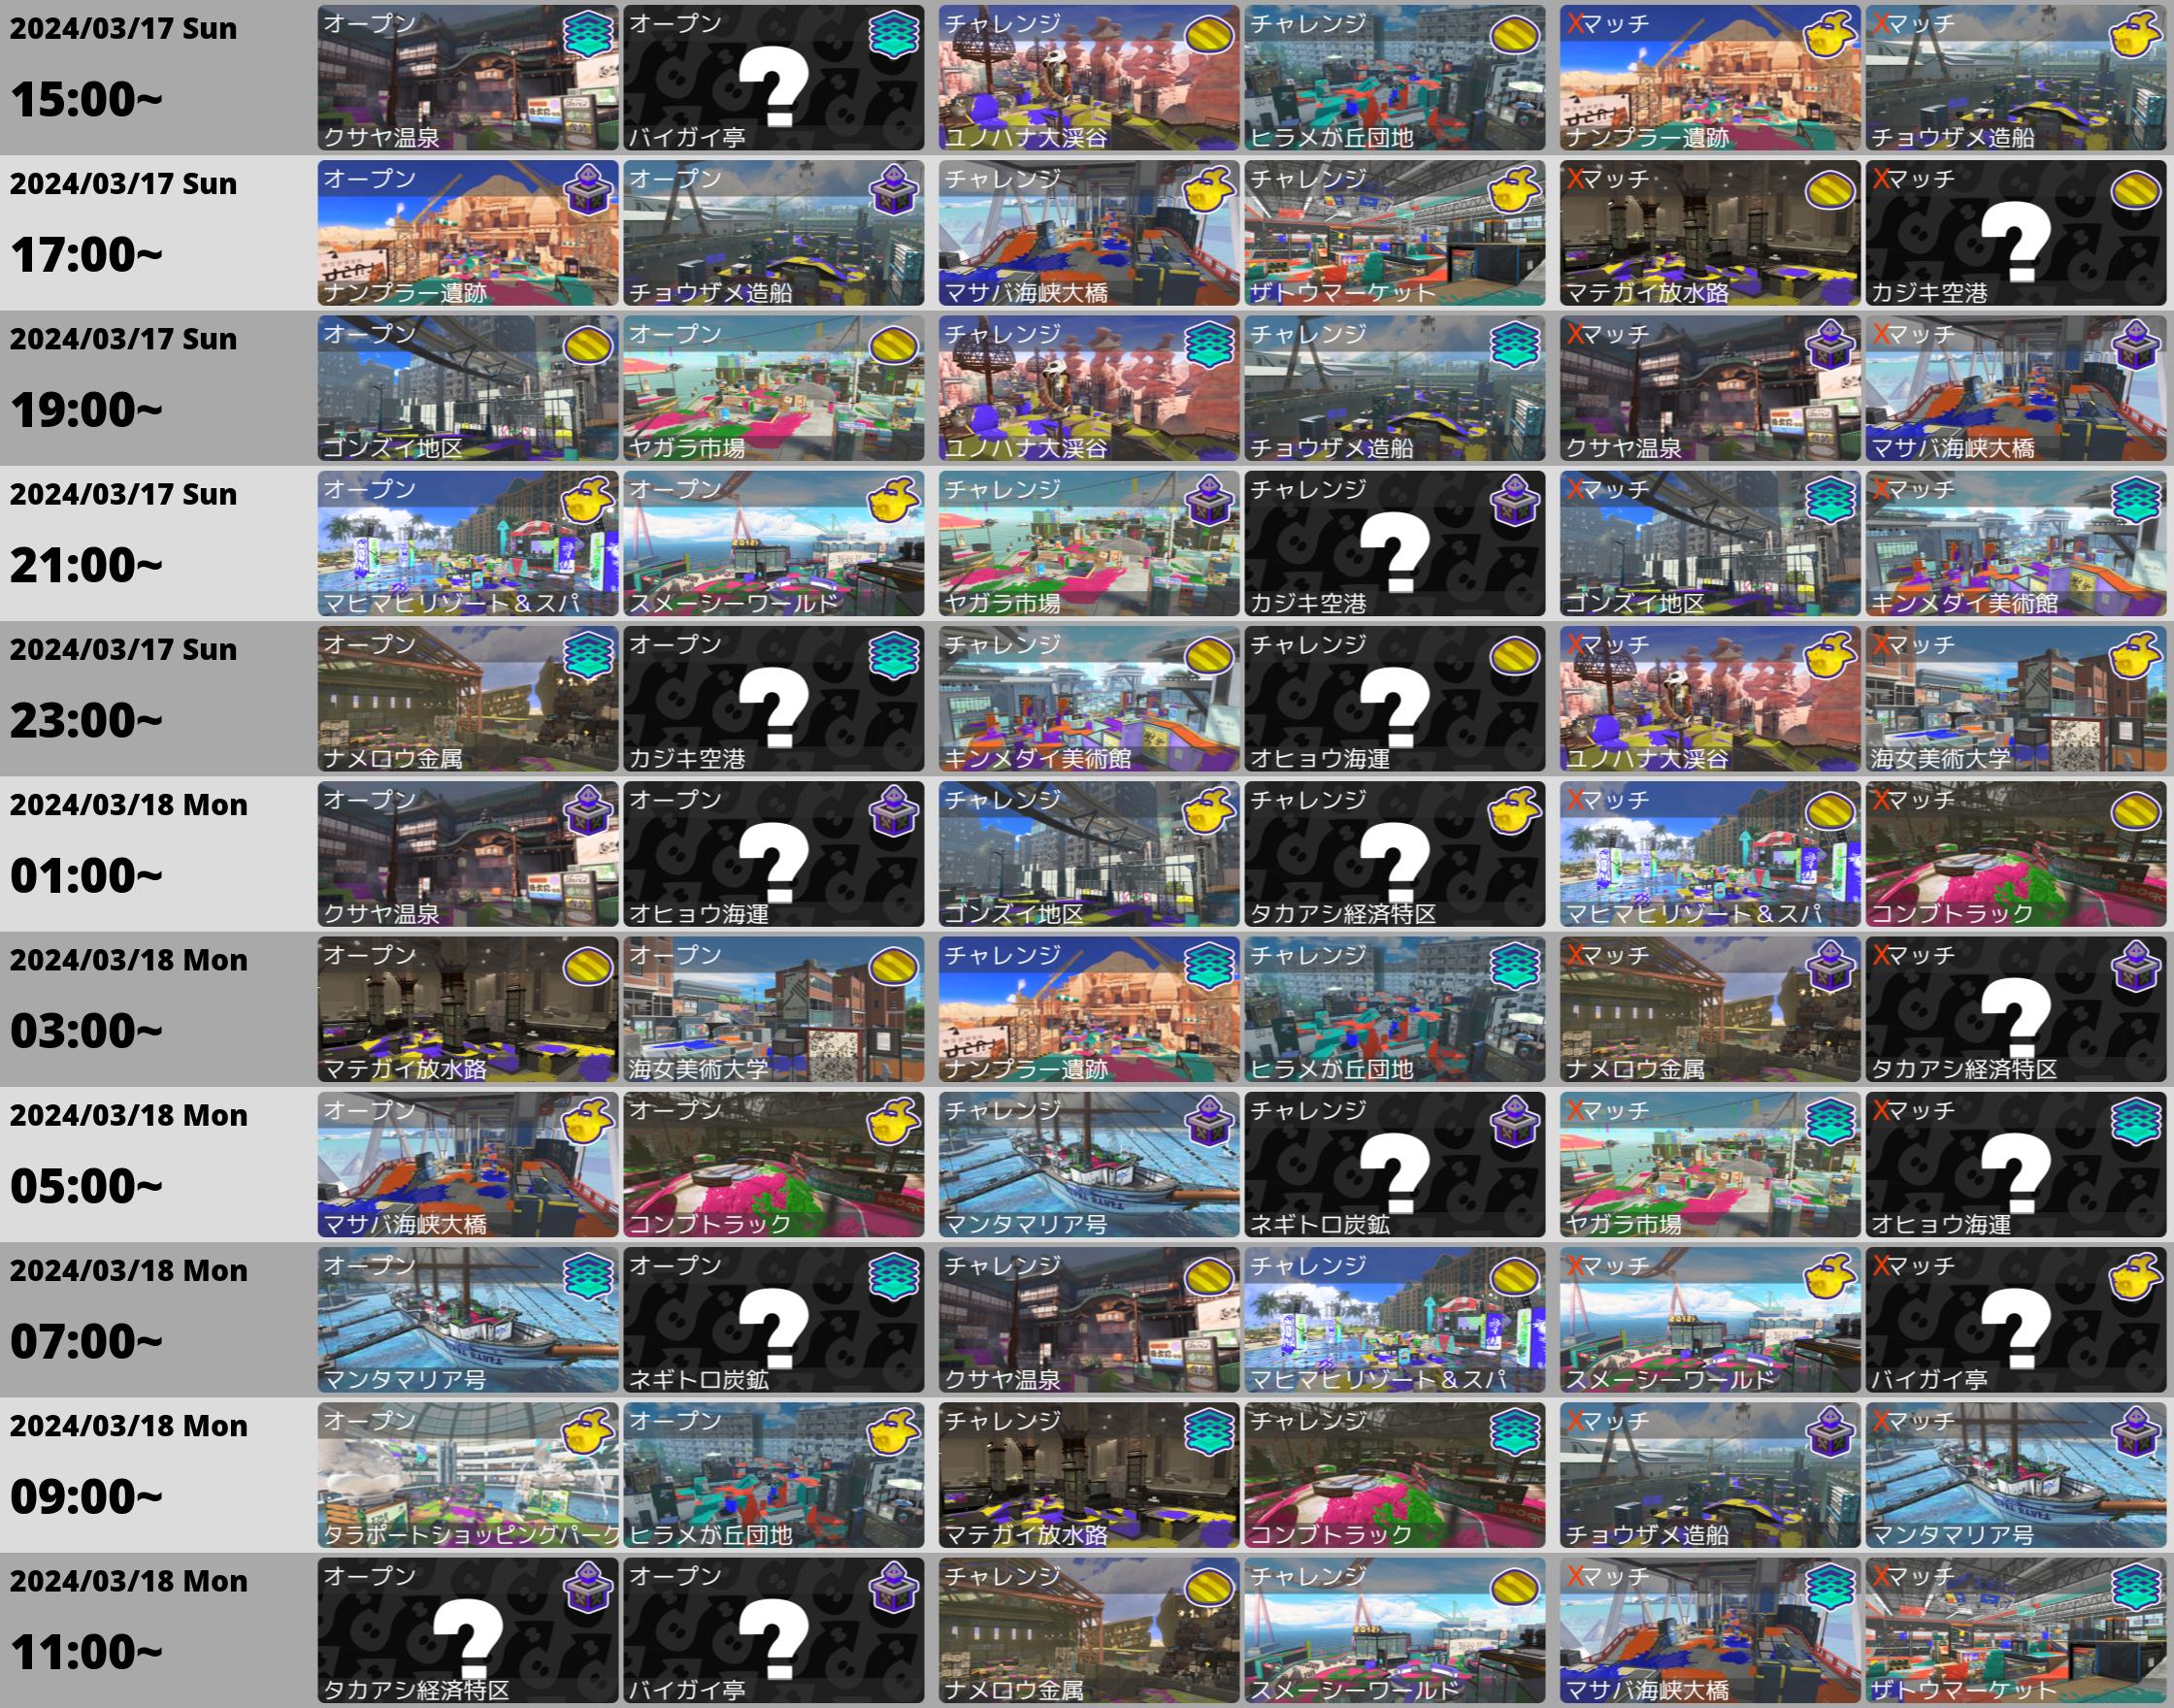 2024/03/17 Sun
15:00~
オープン
クサヤ温泉
オープン
バイガイ亭
チャレンジ
ユノハナ大渓谷
チャレンジ
ヒラメが丘団地
Xマッチ
ナンプラー遺跡
Xマッチ
チョウザメ造船
2024/03/17 Sun
17:00~
オープン
ナンプラー遺跡
オープン
チョウザメ造船
チャレンジ
マサバ海峡大橋
チャレンジ
ザトウマーケット
Xマッチ
マテガイ放水路
Xマッチ
カジキ空港
2024/03/17 Sun
19:00~
オープン
ゴンズイ地区
オープン
ヤガラ市場
チャレンジ
ユノハナ大渓谷
チャレンジ
チョウザメ造船
Xマッチ
クサヤ温泉
Xマッチ
マサバ海峡大橋
2024/03/17 Sun
21:00~
オープン
マヒマヒリゾート&スパ
オープン
スメーシーワールド
チャレンジ
ヤガラ市場
チャレンジ
カジキ空港
Xマッチ
ゴンズイ地区
Xマッチ
キンメダイ美術館
2024/03/17 Sun
23:00~
オープン
ナメロウ金属
オープン
カジキ空港
チャレンジ
キンメダイ美術館
チャレンジ
オヒョウ海運
Xマッチ
ユノハナ大渓谷
Xマッチ
海女美術大学
2024/03/18 Mon
01:00~
オープン
クサヤ温泉
オープン
オヒョウ海運
チャレンジ
ゴンズイ地区
チャレンジ
タカアシ経済特区
Xマッチ
マヒマヒリゾート&スパ
Xマッチ
コンブトラック
2024/03/18 Mon
03:00~
オープン
マテガイ放水路
オープン
海女美術大学
チャレンジ
ナンプラー遺跡
チャレンジ
ヒラメが丘団地
Xマッチ
ナメロウ金属
Xマッチ
タカアシ経済特区
2024/03/18 Mon
05:00~
オープン
マサバ海峡大橋
オープン
コンブトラック
チャレンジ
マンタマリア号
チャレンジ
ネギトロ炭鉱
Xマッチ
ヤガラ市場
Xマッチ
オヒョウ海運
2024/03/18 Mon
07:00~
オープン
マンタマリア号
オープン
ネギトロ炭鉱
チャレンジ
クサヤ温泉
チャレンジ
マヒマヒリゾート&スパ
Xマッチ
スメーシーワールド
Xマッチ
バイガイ亭
2024/03/18 Mon
09:00~
オープン
タラポートショッピングパーク
オープン
ヒラメが丘団地
チャレンジ
マテガイ放水路
チャレンジ
コンブトラック
Xマッチ
チョウザメ造船
Xマッチ
マンタマリア号
2024/03/18 Mon
11:00~
オープン
タカアシ経済特区
オープン
バイガイ亭
チャレンジ
ナメロウ金属
チャレンジ
スメーシーワールド
Xマッチ
マサバ海峡大橋
Xマッチ
ザトウマーケット